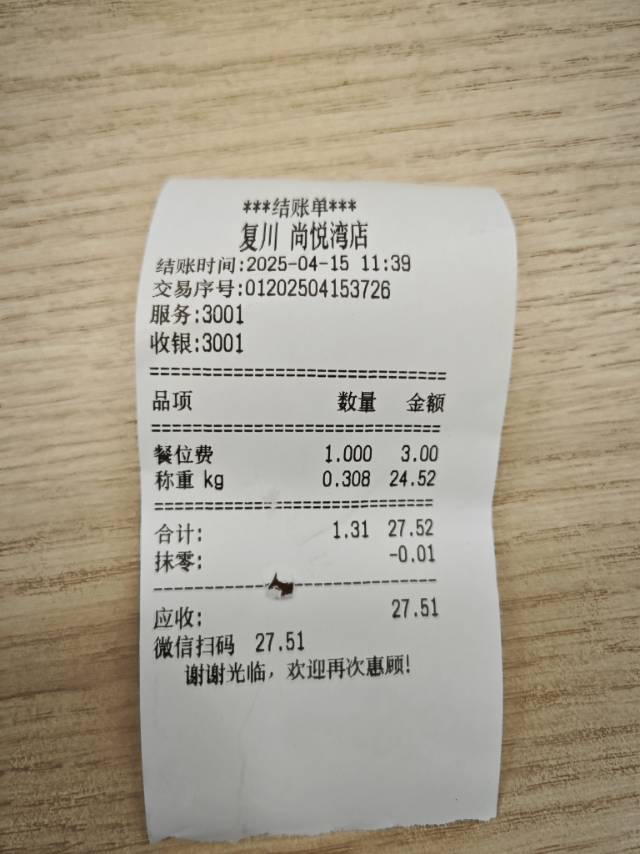 ***结账单***
复川 尚悦湾店
结账时间:2025-04-15 11:39
交易序号:01202504153726
服务:3001
收银:3001
============================
品项 数量 金额
============================
餐位费 1.000 3.00
称重 kg 0.308 24.52
============================
合计: 1.31 27.52
抹零: -0.01
----------------------------
应收: 27.51
微信扫码 27.51
谢谢光临，欢迎再次惠顾!